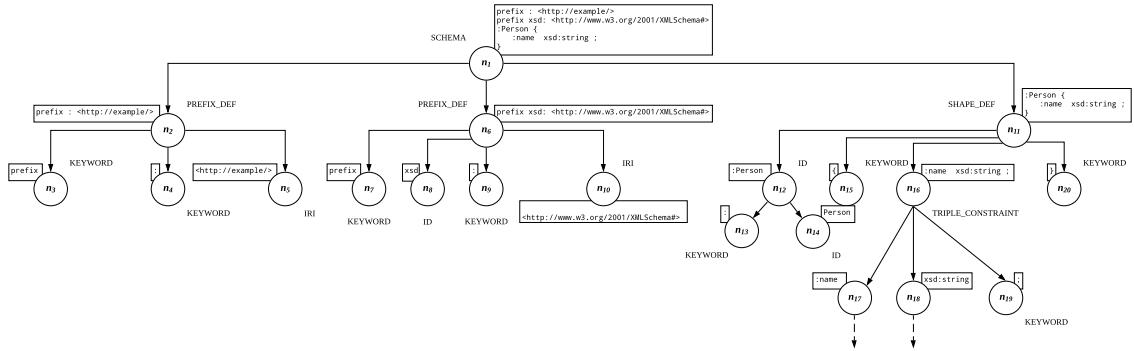 prefix : <http://example/>
prefix xsd: <http://www.w3.org/2001/XMLSchema#>
:Person {
:name xsd:string ;
}
SCHEMA
n1
prefix : <http://example/>
PREFIX_DEF
n2
PREFIX_DEF
prefix xsd: <http://www.w3.org/2001/XMLSchema#>
n6
SHAPE_DEF
:Person {
:name xsd:string ;
}
n11
prefix
KEYWORD
n3
:
n4
KEYWORD
<http://example/>
n5
IRI
prefix
n7
KEYWORD
xsd
n8
ID
:
n9
KEYWORD
IRI
n10
<http://www.w3.org/2001/XMLSchema#>
:Person
ID
n12
{
KEYWORD
n15
:name xsd:string ;
n16
TRIPLE_CONSTRAINT
}
KEYWORD
n20
:
n13
KEYWORD
Person
n14
ID
:name
n17
xsd:string
n18
;
n19
KEYWORD